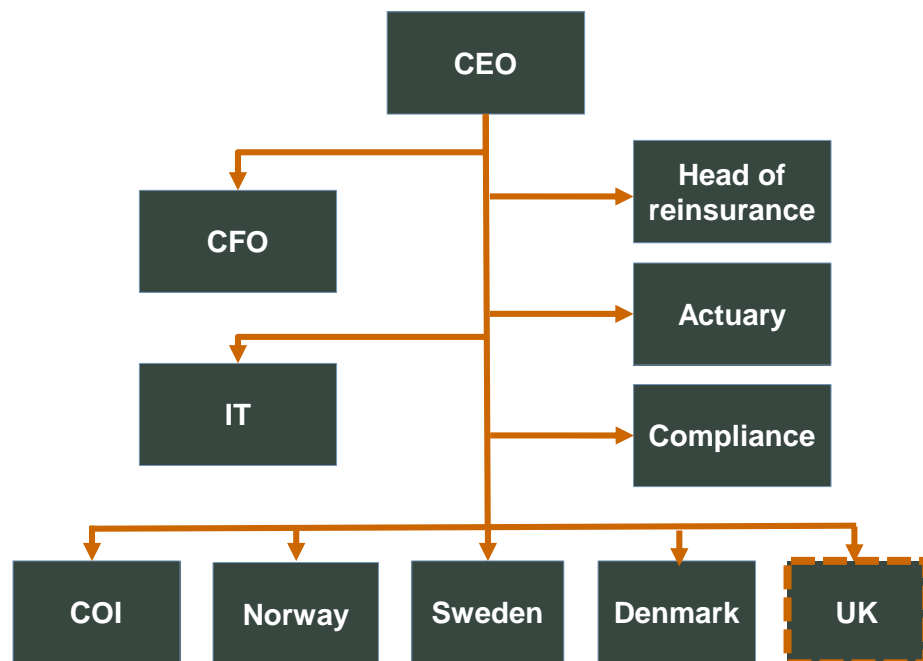 CEO
Head of
reinsurance
CFO
Actuary
IT
Compliance
COI
Norway
Sweden
Denmark
UK